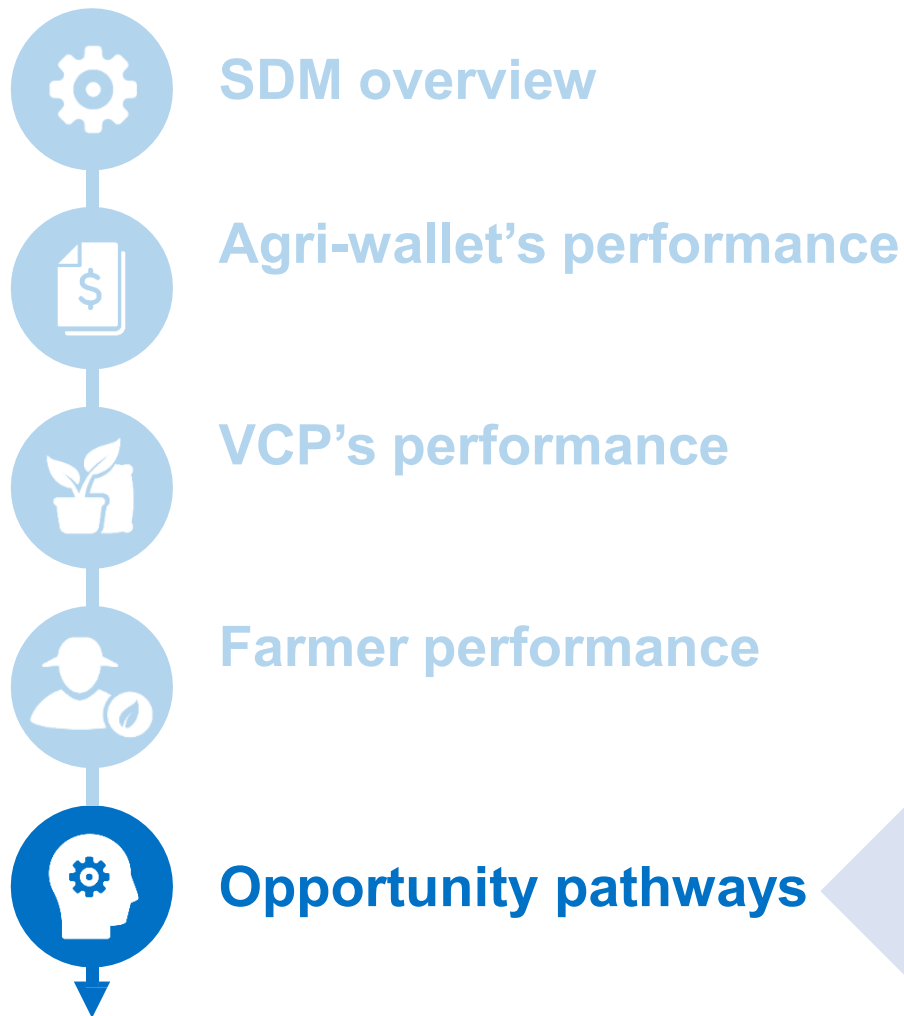 SDM overview
Agri-wallet’s performance
$
VCP’s performance
Farmer performance
Opportunity pathways